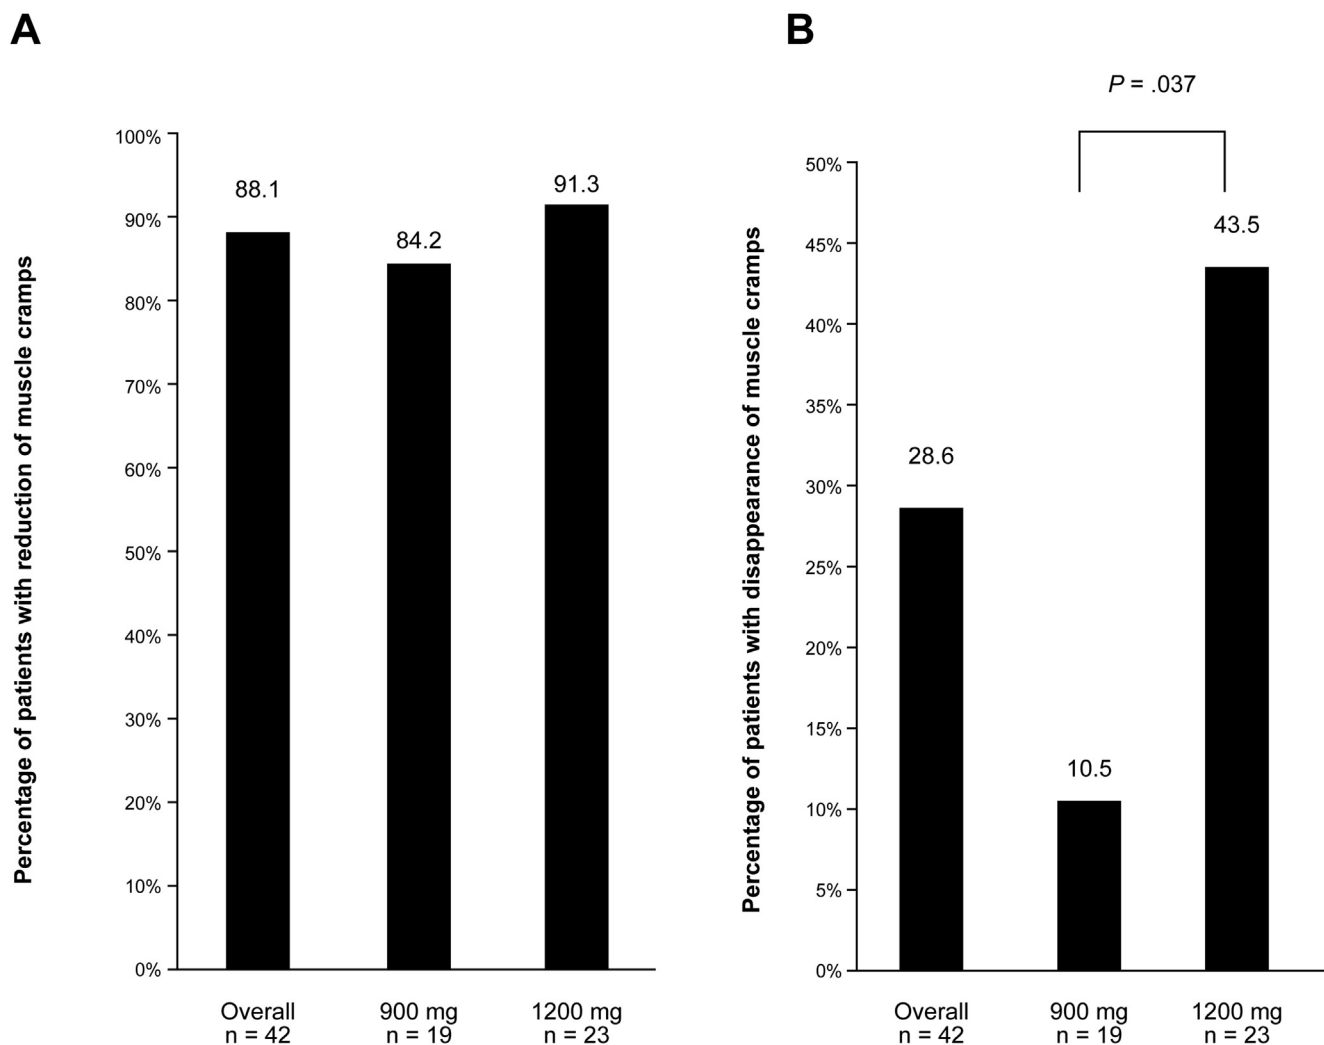 A
Percentage of patients with reduction of muscle cramps
100%
90%
80%
70%
60%
50%
40%
30%
20%
10%
0%
88.1
84.2
91.3
Overall
n = 42
900 mg
n = 19
1200 mg
n = 23
B
P = .037
Percentage of patients with disappearance of muscle cramps
50%
45%
40%
35%
30%
25%
20%
15%
10%
5%
0%
28.6
10.5
43.5
Overall
n = 42
900 mg
n = 19
1200 mg
n = 23